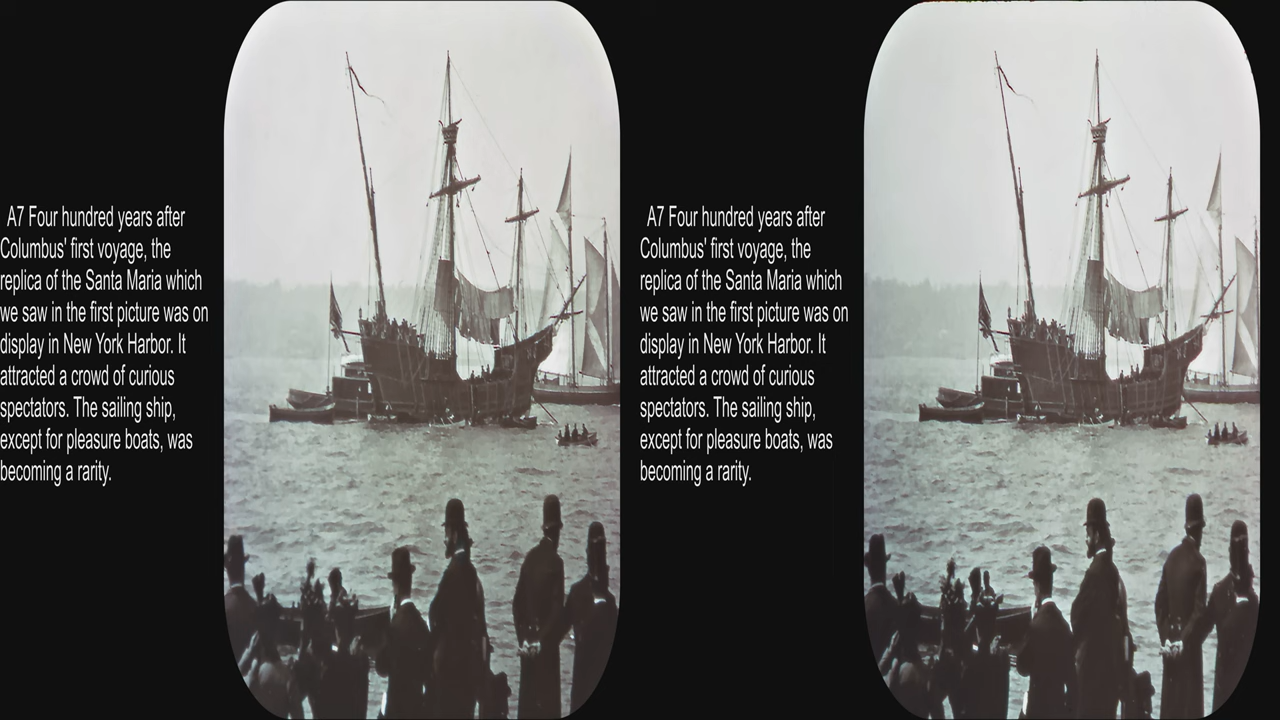 A7 Four hundred years after
Columbus' first voyage, the
replica of the Santa Maria which
we saw in the first picture was on
display in New York Harbor. It
attracted a crowd of curious
spectators. The sailing ship,
except for pleasure boats, was
becoming a rarity.
A7 Four hundred years after
Columbus' first voyage, the
replica of the Santa Maria which
we saw in the first picture was on
display in New York Harbor. It
attracted a crowd of curious
spectators. The sailing ship,
except for pleasure boats, was
becoming a rarity.